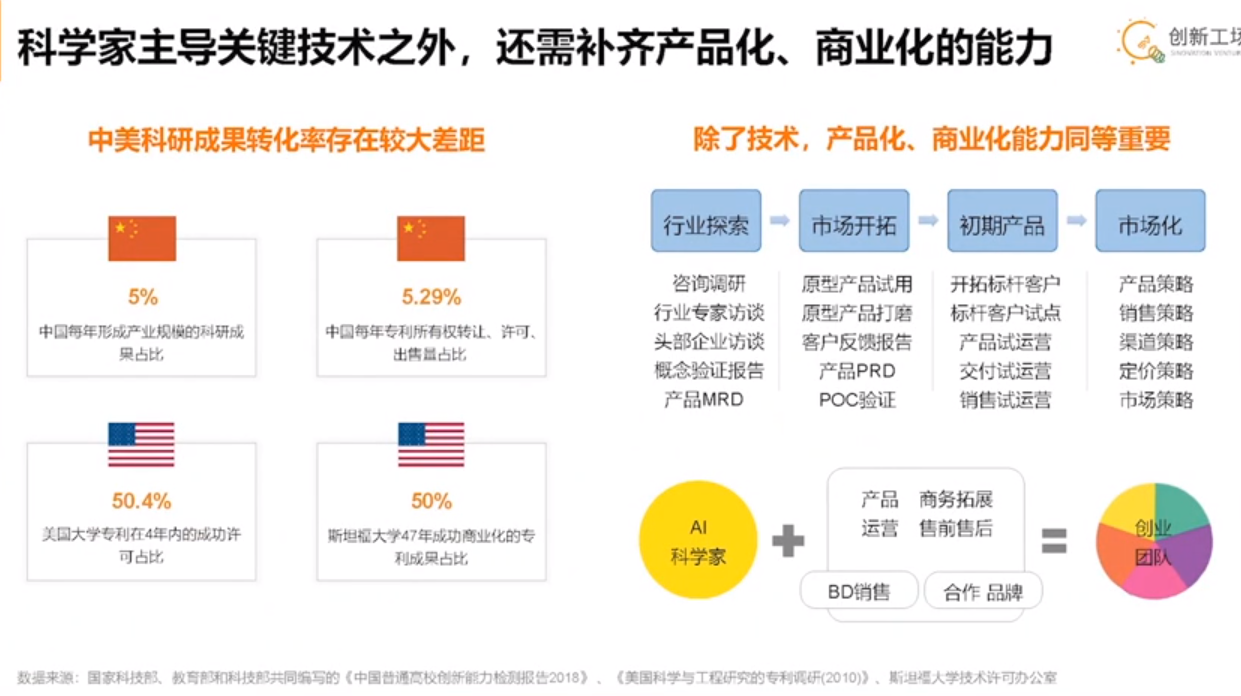 科学家主导关键技术之外，还需补齐产品化、商业化的能力
创新工场
中美科研成果转化率存在较大差距
5%
中国每年形成产业规模的科研成
果占比
5.29%
中国每年专利所有权转让、许可、
出售量占比
50.4%
美国大学专利在4年内的成功许
可占比
50%
斯坦福大学47年成功商业化的专
利成果占比
除了技术，产品化、商业化能力同等重要
行业探索
咨询调研
行业专家访谈
头部企业访谈
概念验证报告
产品MRD
市场开拓
原型产品试用
原型产品打磨
客户反馈报告
产品PRD
POC验证
初期产品
开拓标杆客户
标杆客户试点
产品试运营
交付试运营
销售试运营
市场化
产品策略
销售策略
渠道策略
定价策略
市场策略
AI
科学家
产品 商务拓展
运营 售前售后
BD销售
合作 品牌
创业
团队
数据来源：国家科技部、教育部和科技部共同编写的《中国普通高校创新能力检测报告2018》、《美国科学与工程研究的专利调研(2010)》、斯坦福大学技术许可办公室